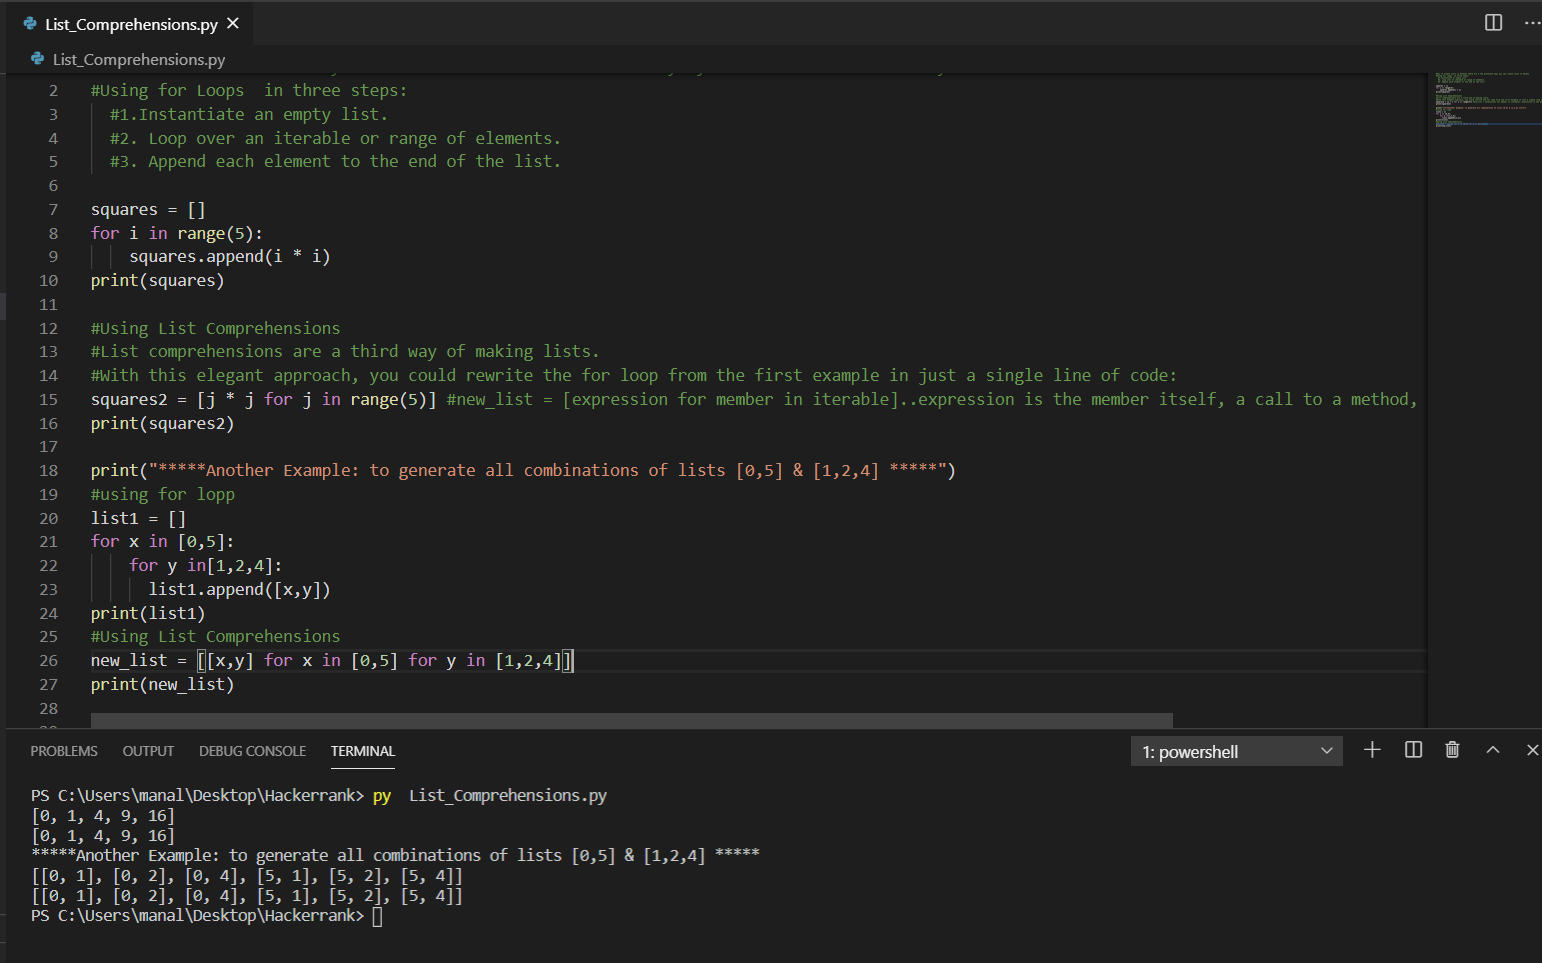 List_Comprehensions.py
List_Comprehensions.py
2 #Using for Loops  in three steps:
3 #1.Instantiate an empty list.
4 #2. Loop over an iterable or range of elements.
5 #3. Append each element to the end of the list.
6
7 squares = []
8 for i in range(5):
9 squares.append(i * i)
10 print(squares)
11
12 #Using List Comprehensions
13 #List comprehensions are a third way of making lists.
14 #With this elegant approach, you could rewrite the for loop from the first example in just a single line of code:
15 squares2 = [j * j for j in range(5)] #new_list = [expression for member in iterable]..expression is the member itself, a call to a method,
16 print(squares2)
17
18 print("*****Another Example: to generate all combinations of lists [0,5] & [1,2,4] *****")
19 #using for lopp
20 list1 = []
21 for x in [0,5]:
22 for y in[1,2,4]:
23 list1.append([x,y])
24 print(list1)
25 #Using List Comprehensions
26 new_list = [[x,y] for x in [0,5] for y in [1,2,4]]
27 print(new_list)
28
PROBLEMS OUTPUT DEBUG CONSOLE TERMINAL 1: powershell
PS C:\Users\manal\Desktop\Hackerrank> py  List_Comprehensions.py
[0, 1, 4, 9, 16]
[0, 1, 4, 9, 16]
*****Another Example: to generate all combinations of lists [0,5] & [1,2,4] *****
[[0, 1], [0, 2], [0, 4], [5, 1], [5, 2], [5, 4]]
[[0, 1], [0, 2], [0, 4], [5, 1], [5, 2], [5, 4]]
PS C:\Users\manal\Desktop\Hackerrank>